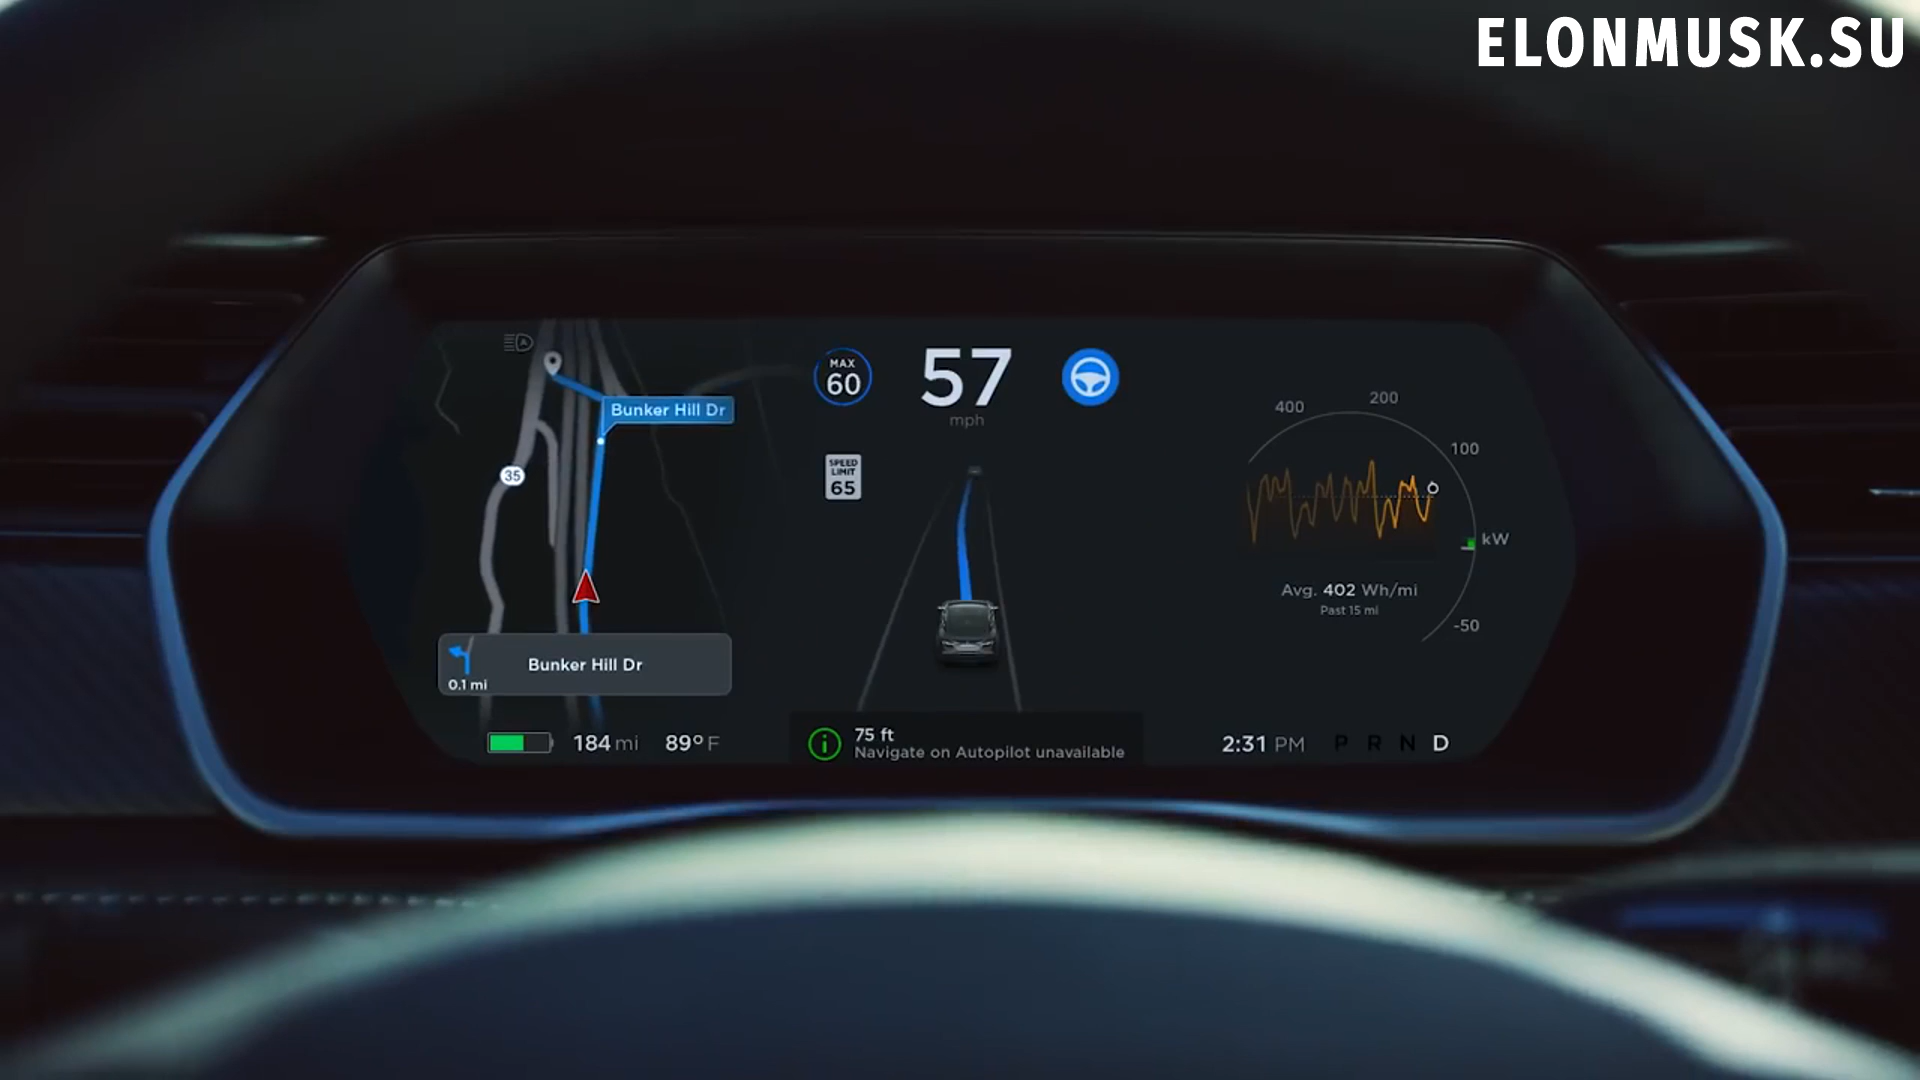 ELONMUSK.SU
MAX
60
57
mph
Bunker Hill Dr
35
SPEED
LIMIT
65
400
200
100
kW
-50
Avg. 402 Wh/mi
Past 15 mi
0.1 mi
Bunker Hill Dr
184 mi
89° F
75 ft
Navigate on Autopilot unavailable
2:31 PM
P R N D